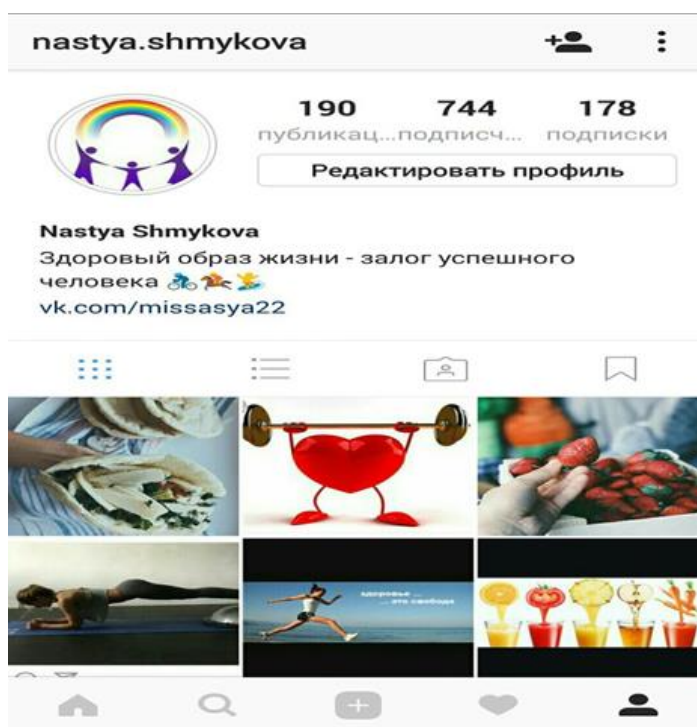 nastya.shmykova
190 744 178
публикац... подписч... подписки
Редактировать профиль
Nastya Shmykova
Здоровый образ жизни - залог успешного
человека
vk.com/missasya22
здоровье ...
... это свобода